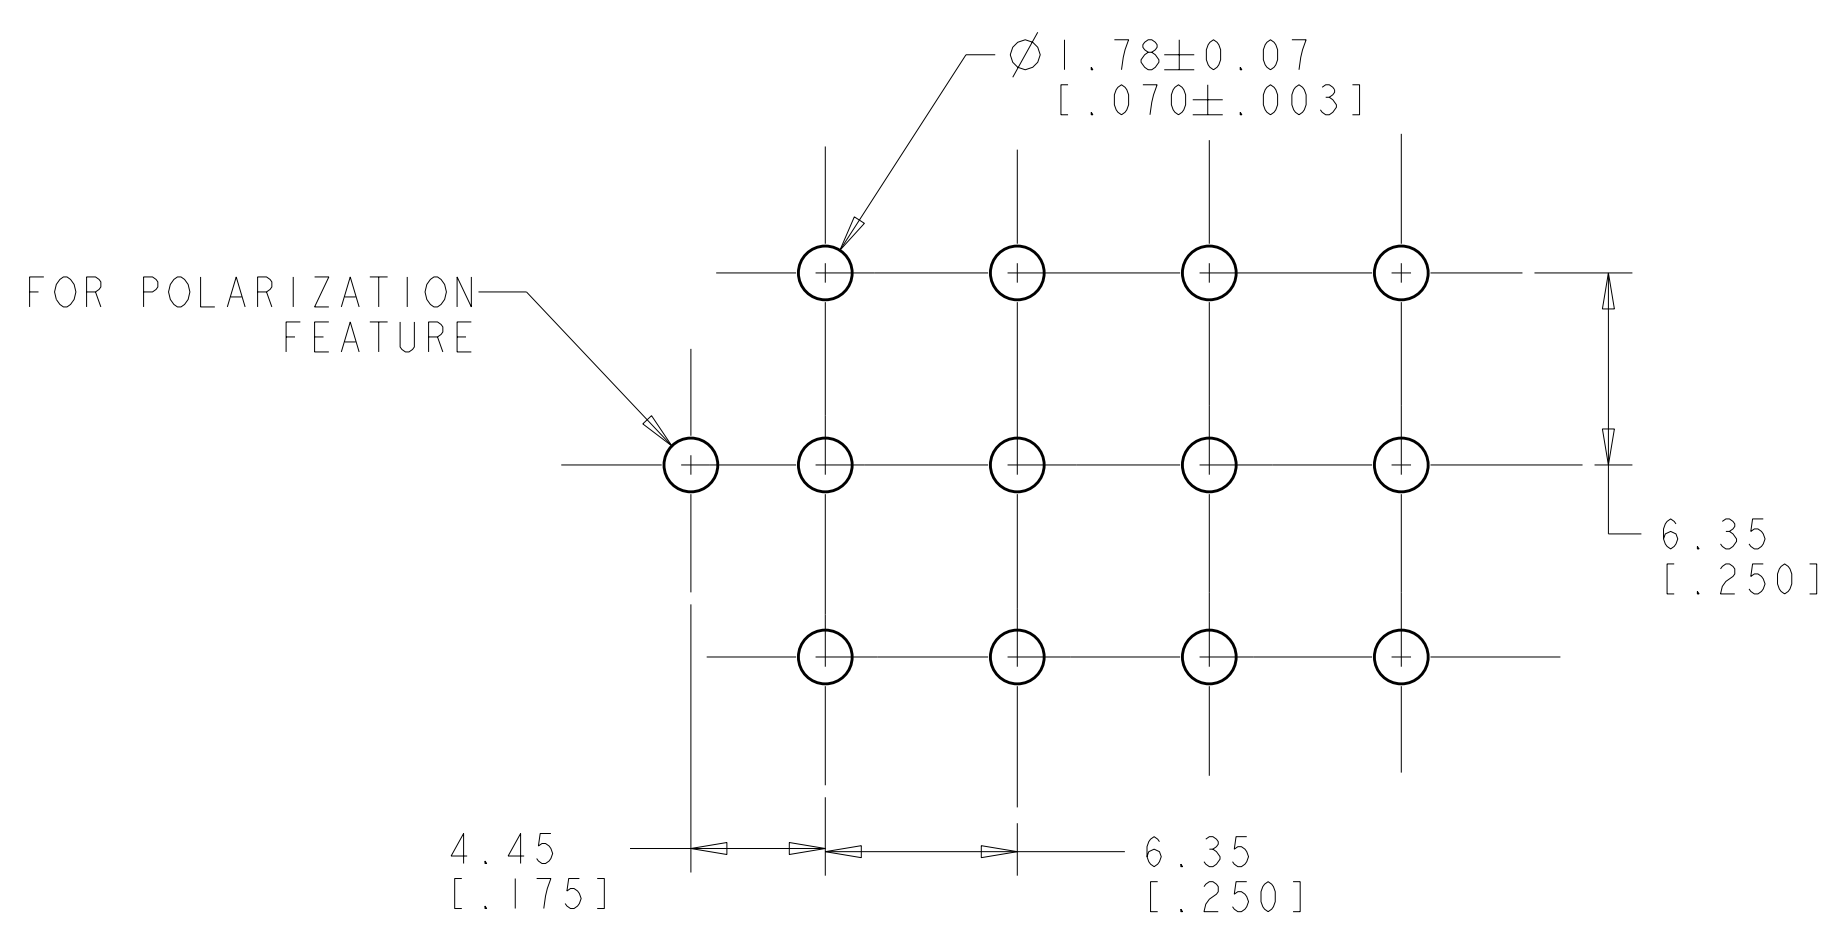 Ø1.78±0.07
[.070±.003]
FOR POLARIZATION
FEATURE
6.35
[.250]
4.45
[.175]
6.35
[.250]